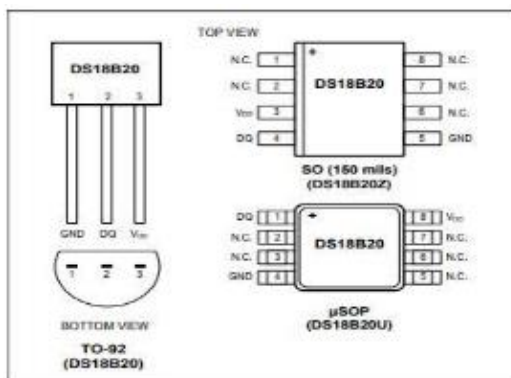 TOP VIEW
DS18B20
1 2 3
GND DQ VDD
1 2 3
BOTTOM VIEW
TO-92
(DS18B20)
N.C. 1 8 N.C.
N.C. 2 DS18B20 7 N.C.
VDD 3 6 N.C.
DQ 4 5 GND
SO (150 mils)
(DS18B20Z)
DQ 1 8 VDD
N.C. 2 DS18B20 7 N.C.
N.C. 3 6 N.C.
GND 4 5 N.C.
µSOP
(DS18B20U)